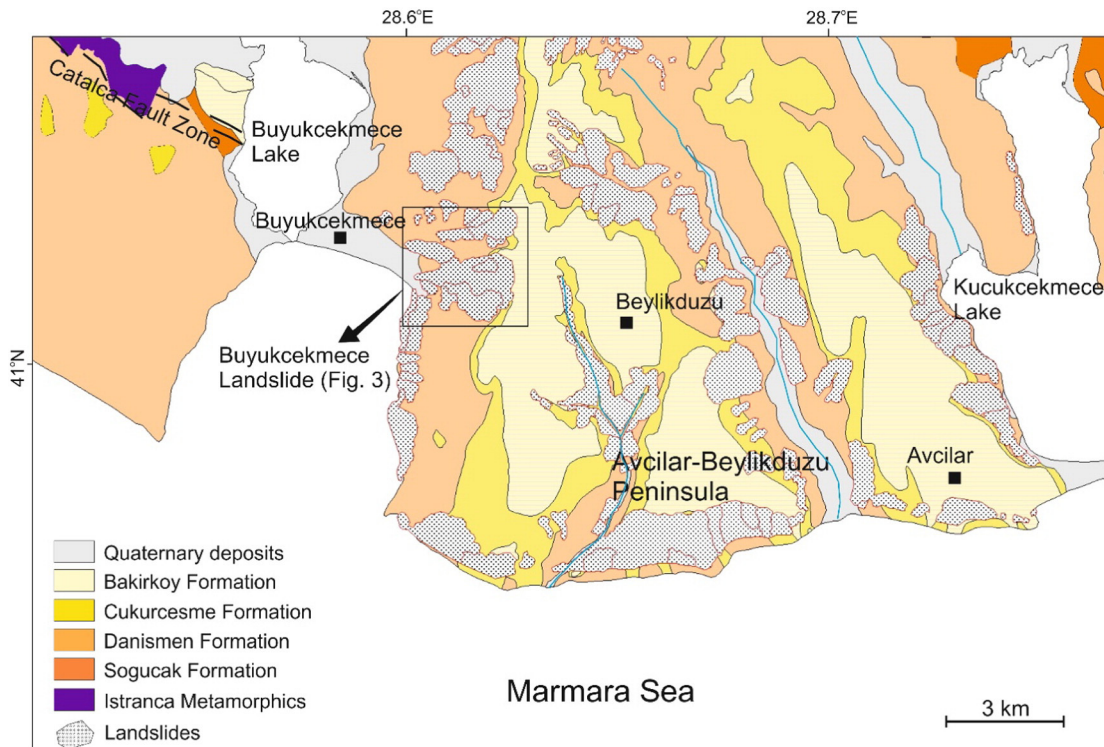 28.6°E
28.7°E
Catalca Fault Zone
Buyukcekmece
Lake
Buyukcekmece
Beylikduzu
Kucukcekmece
Lake
41°N
Buyukcekmece
Landslide (Fig. 3)
Avcilar-Beylikduzu
Peninsula
Avcilar
Quaternary deposits
Bakirkoy Formation
Cukurcesme Formation
Danismen Formation
Sogucak Formation
Istranca Metamorphics
Landslides
Marmara Sea
3 km